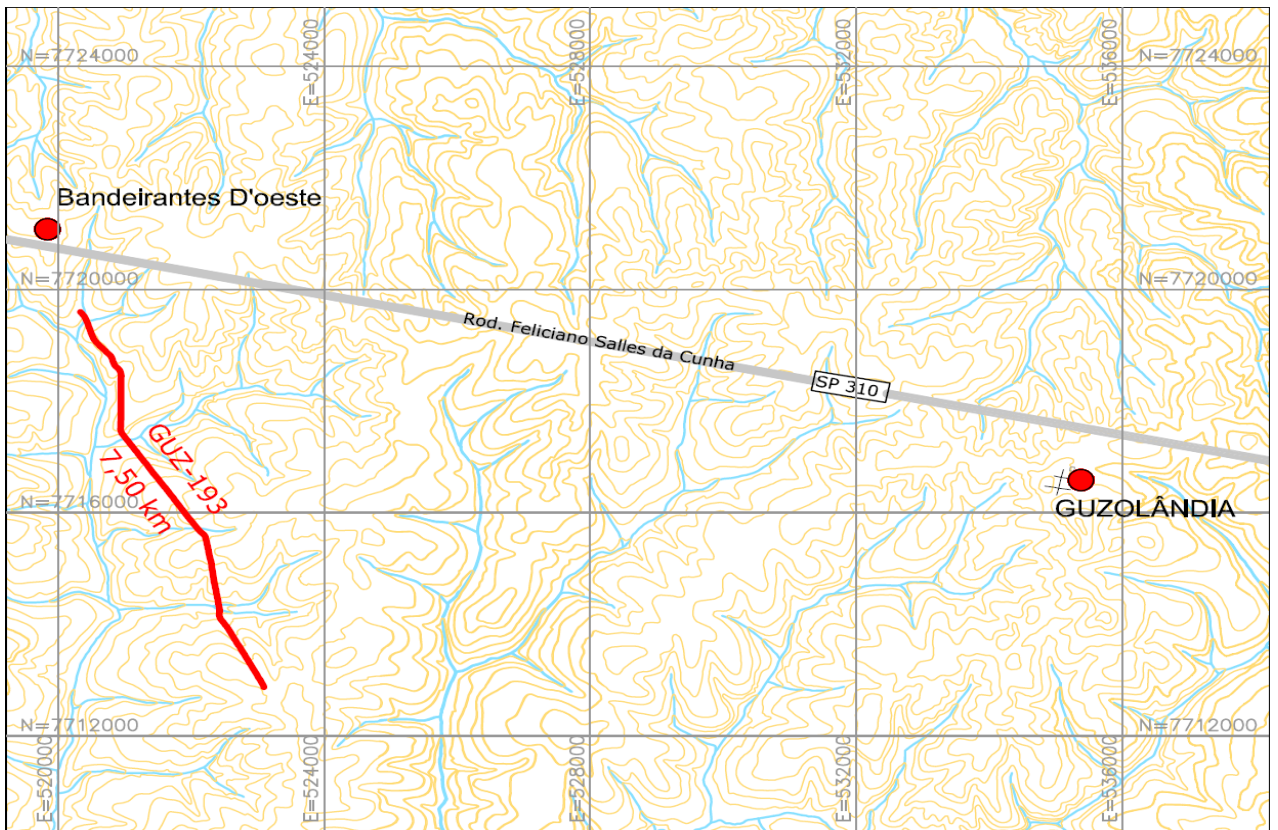 N=7724000
E=524000
E=528000
E=532000
E=536000
N=7724000
Bandeirantes D'oeste
N=7720000
N=7720000
Rod. Feliciano Salles da Cunha
SP 310
GUZ-193
7,50 km
N=7716000
GUZOLÂNDIA
N=7716000
N=7712000
N=7712000
E=520000
E=524000
E=528000
E=532000
E=536000